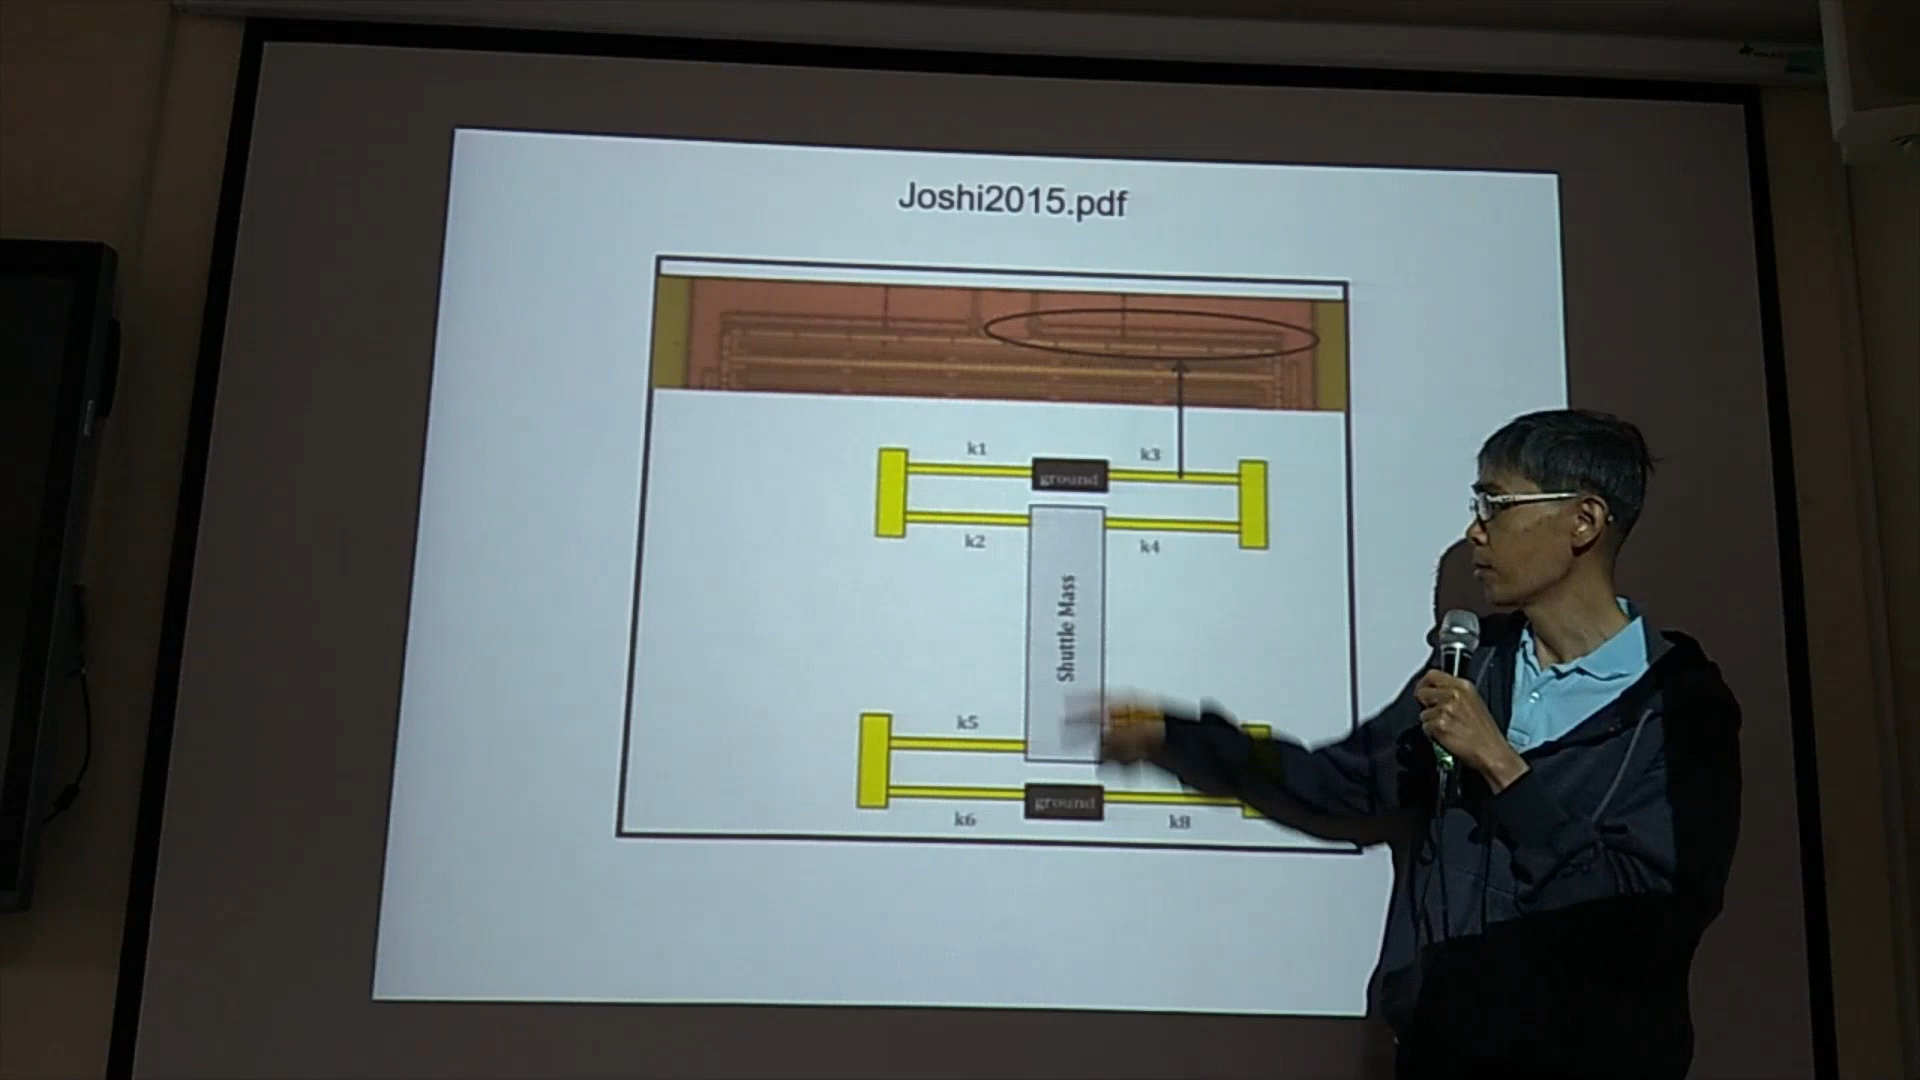 Joshi2015.pdf
k1
k3
ground
k2
k4
Shuttle Mass
k5
ground
k6
k8